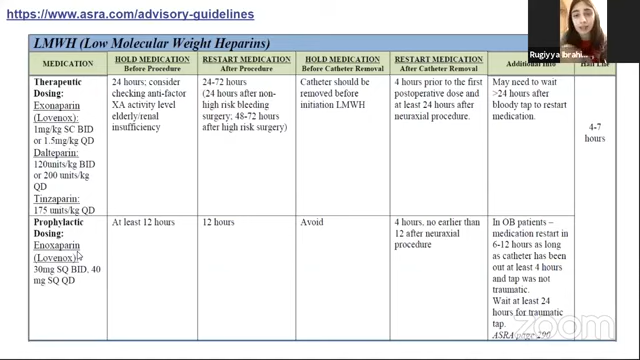 https://www.asra.com/advisory-guidelines
Rugiyya Ibrahi
LMWH (Low Molecular Weight Heparins)
MEDICATION
HOLD MEDICATION
Before Procedure
RESTART MEDICATION
After Procedure
HOLD MEDICATION
Before Catheter Removal
RESTART MEDICATION
After Catheter Removal
Additional Info
Half Life
Therapeutic
Dosing:
Exonaparin
(Lovenox):
1mg/kg SC BID
or 1.5mg/kg QD
Dalteparin:
120units/kg BID
or 200 units/kg
QD
Tinzaparin:
175 units/kg QD
24 hours; consider
checking anti-factor
XA activity level
elderly/renal
insufficiency
24-72 hours
(24 hours after non-
high risk bleeding
surgery; 48-72 hours
after high risk surgery)
Catheter should be
removed before
initiation LMWH
4 hours prior to the first
postoperative dose and
at least 24 hours after
neuraxial procedure.
May need to wait
>24 hours after
bloody tap to restart
medication.
4-7
hours
Prophylactic
Dosing:
Enoxaparin
(Lovenox):
30mg SQ BID, 40
mg SQ QD
At least 12 hours
12 hours
Avoid
4 hours, no earlier than
12 after neuraxial
procedure
In OB patients –
medication restart in
6-12 hours as long
as catheter has been
out at least 4 hours
and tap was not
traumatic.
Wait at least 24
hours for traumatic
tap.
ASRA page
zoom